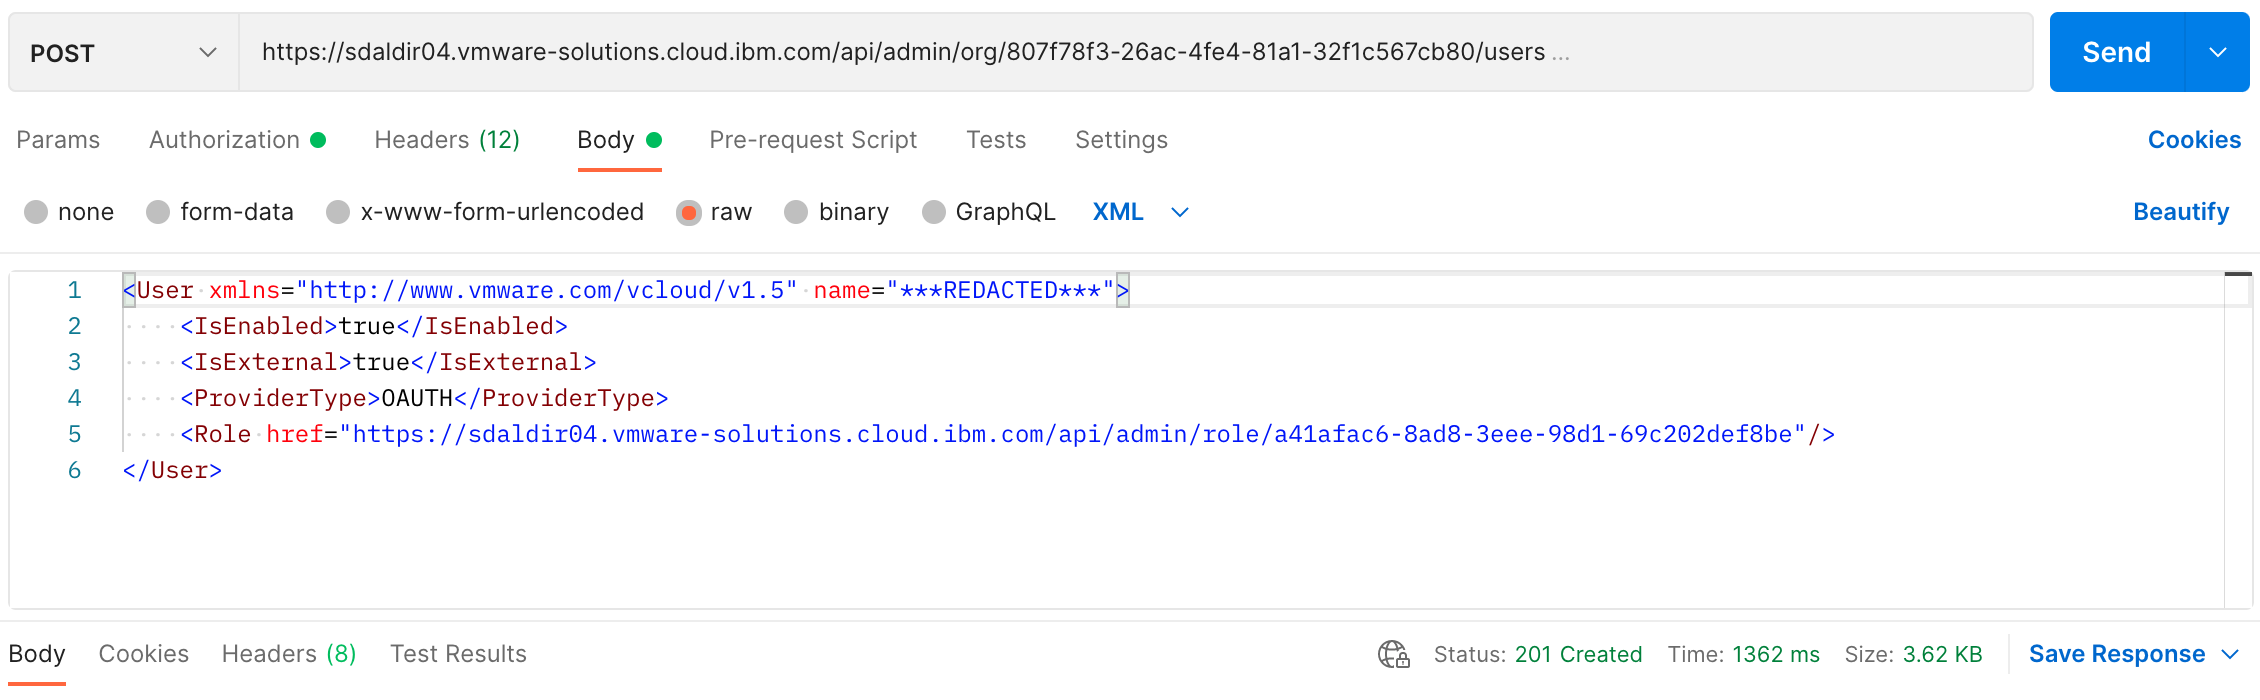 POST https://sdaldir04.vmware-solutions.cloud.ibm.com/api/admin/org/807f78f3-26ac-4fe4-81a1-32f1c567cb80/users ... Send
Params Authorization Headers (12) Body Pre-request Script Tests Settings Cookies
none form-data x-www-form-urlencoded raw binary GraphQL XML Beautify
1 <User xmlns="http://www.vmware.com/vcloud/v1.5" name="***REDACTED***">
2 <IsEnabled>true</IsEnabled>
3 <IsExternal>true</IsExternal>
4 <ProviderType>OAUTH</ProviderType>
5 <Role href="https://sdaldir04.vmware-solutions.cloud.ibm.com/api/admin/role/a41afac6-8ad8-3eee-98d1-69c202def8be"/>
6 </User>
Body Cookies Headers (8) Test Results Status: 201 Created Time: 1362 ms Size: 3.62 KB Save Response